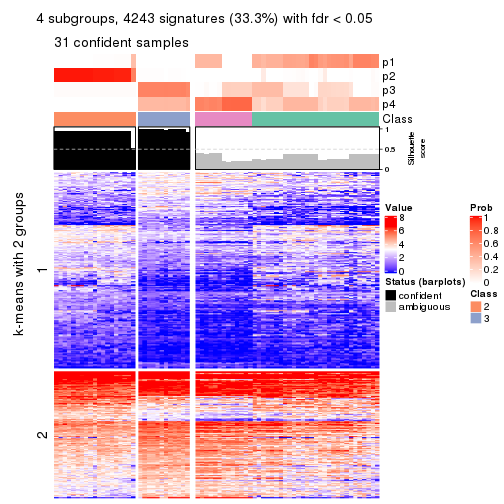 4 subgroups, 4243 signatures (33.3%) with fdr < 0.05
31 confident samples
p1
p2
p3
p4
Class
1
0.5
0
Silhouette
score
k-means with 2 groups
1
2
Value
8
6
4
2
0
Status (barplots)
confident
ambiguous
Prob
1
0.8
0.6
0.4
0.2
0
Class
2
3